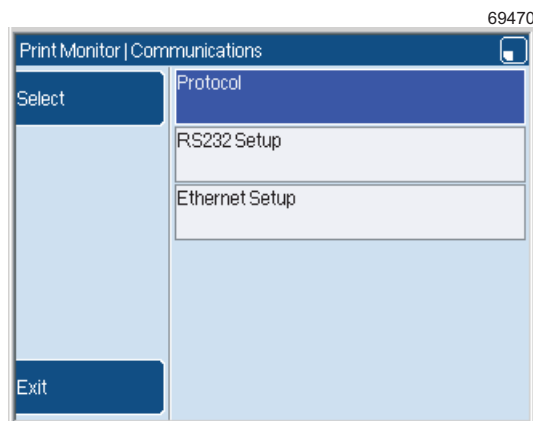 69470
Print Monitor | Communications
Select
Protocol
RS232 Setup
Ethernet Setup
Exit